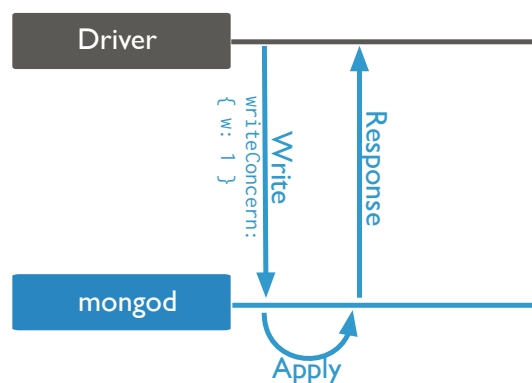 Driver
Write
writeConcern:
{ w: 1 }
Response
mongod
Apply